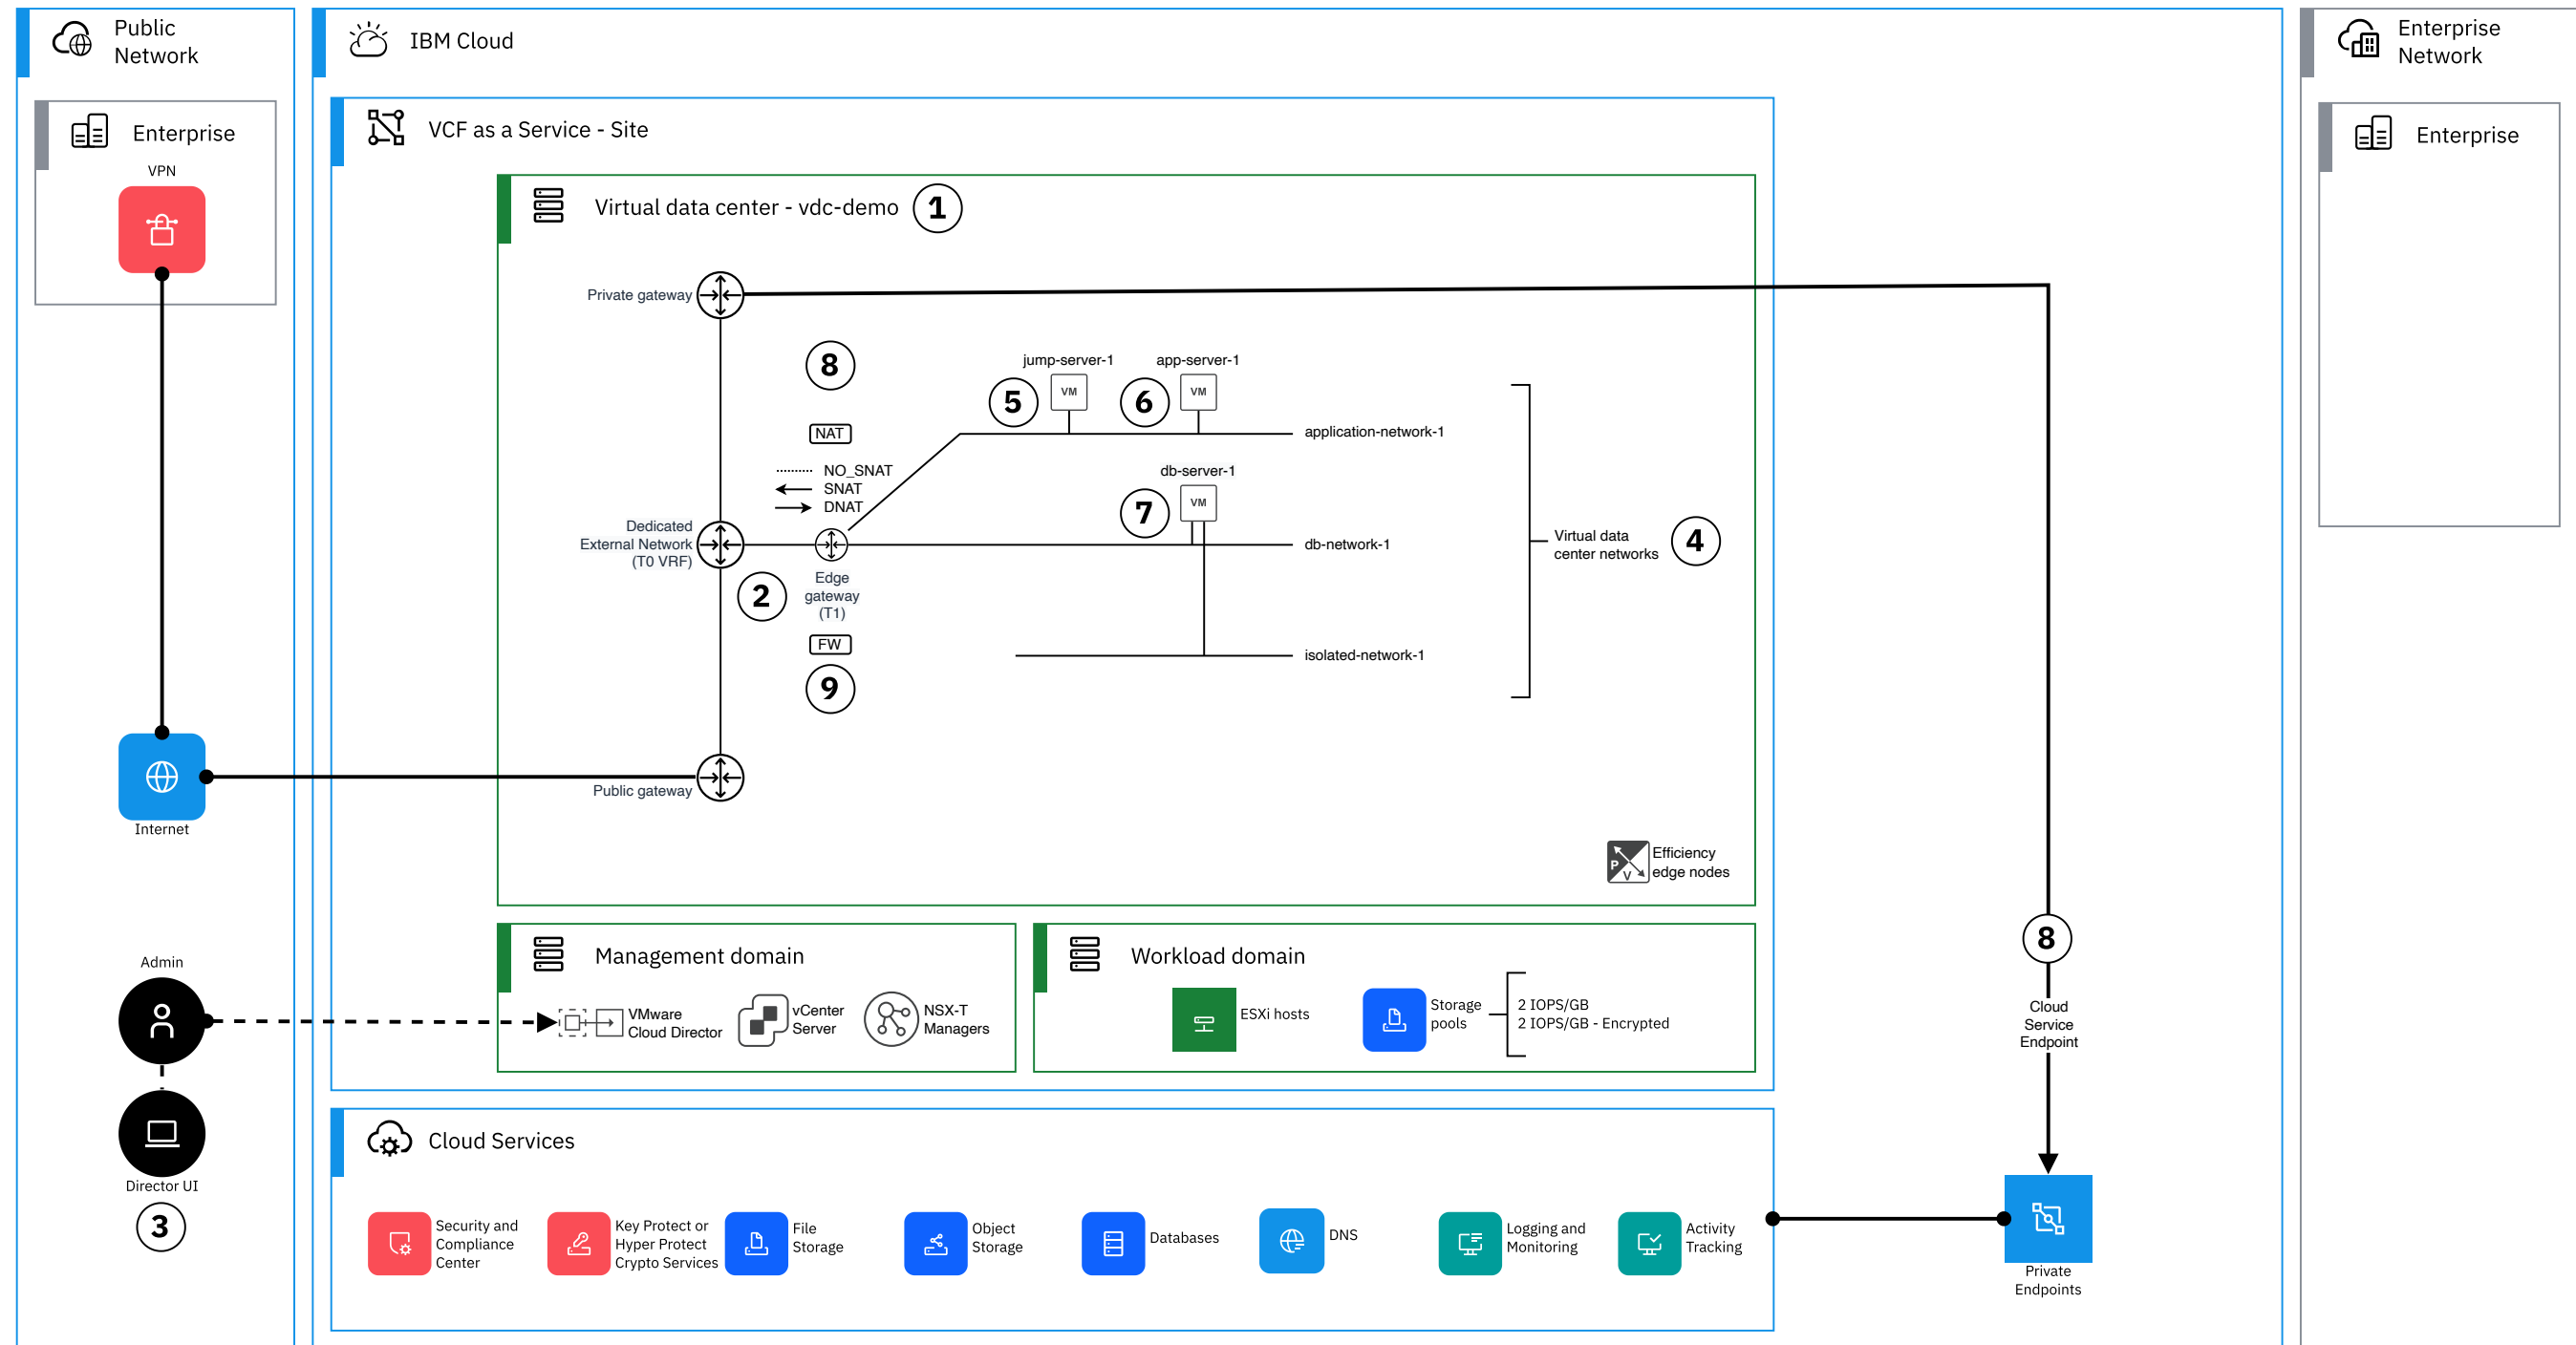 Public
Network
Enterprise
VPN
Internet
Admin
Director UI
3
IBM Cloud
VCF as a Service - Site
Virtual data center - vdc-demo
1
Private gateway
8
NAT
NO_SNAT
SNAT
DNAT
Dedicated
External Network
(T0 VRF)
2
Edge
gateway
(T1)
FW
9
Public gateway
jump-server-1
5
VM
app-server-1
6
VM
application-network-1
db-server-1
7
VM
db-network-1
isolated-network-1
Virtual data
center networks
4
P
V
Efficiency
edge nodes
Management domain
VMware
Cloud Director
vCenter
Server
NSX-T
Managers
Workload domain
ESXi hosts
Storage
pools
2 IOPS/GB
2 IOPS/GB - Encrypted
Cloud Services
Security and
Compliance
Center
Key Protect or
Hyper Protect
Crypto Services
File
Storage
Object
Storage
Databases
DNS
Logging and
Monitoring
Activity
Tracking
8
Cloud
Service
Endpoint
Private
Endpoints
Enterprise
Network
Enterprise